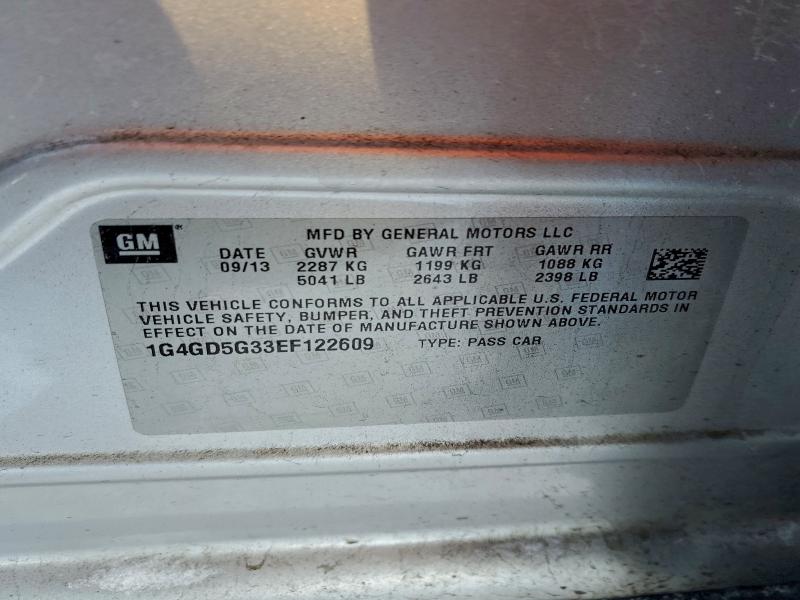 GM
MFD BY GENERAL MOTORS LLC
DATE GVWR GAWR FRT GAWR RR
09/13 2287 KG 1199 KG 1088 KG
5041 LB 2643 LB 2398 LB
THIS VEHICLE CONFORMS TO ALL APPLICABLE U.S. FEDERAL MOTOR
VEHICLE SAFETY, BUMPER, AND THEFT PREVENTION STANDARDS IN
EFFECT ON THE DATE OF MANUFACTURE SHOWN ABOVE.
1G4GD5G33EF122609 TYPE: PASS CAR